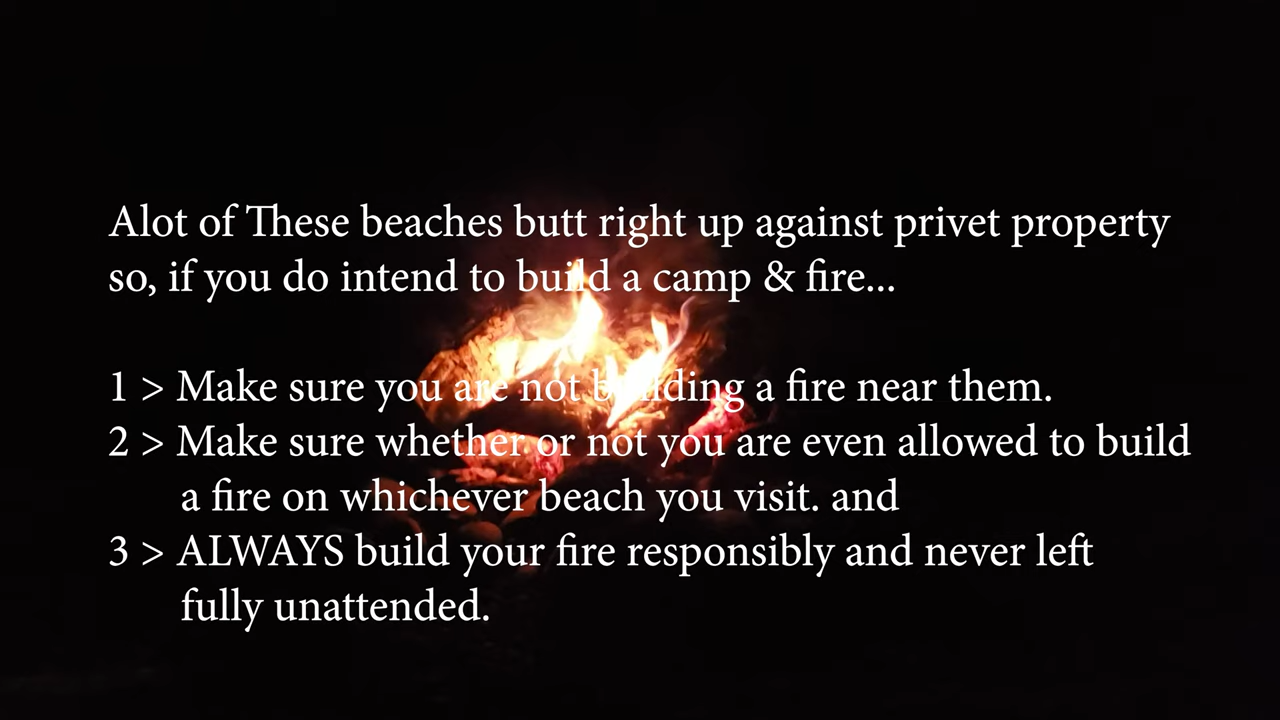 Alot of These beaches butt right up against privet property
so, if you do intend to build a camp & fire...
1 > Make sure you are not building a fire near them.
2 > Make sure whether or not you are even allowed to build
a fire on whichever beach you visit. and
3 > ALWAYS build your fire responsibly and never left
fully unattended.